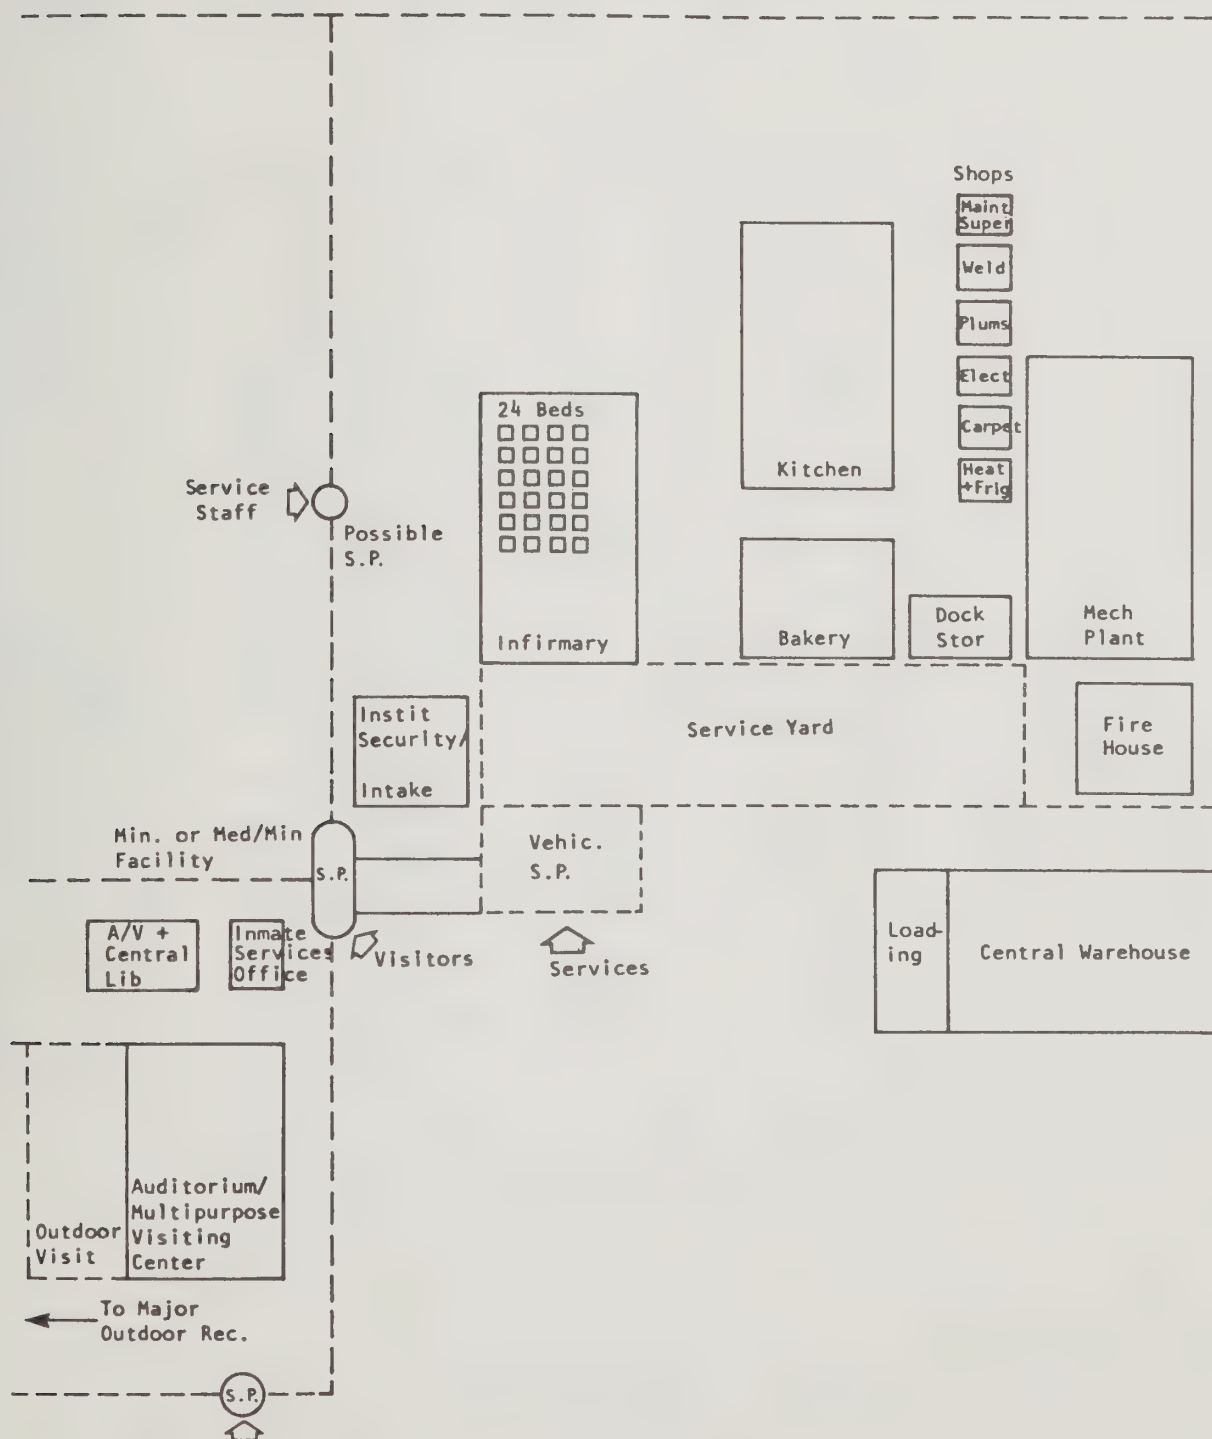 Shops
Maint
Super
Weld
Plums
Elect
Carpet
Heat
+Frig
24 Beds
Infirmary
Kitchen
Bakery
Dock
Stor
Mech
Plant
Service
Staff
Possible
S.P.
Instit
Security/
Intake
Service Yard
Fire
House
Min. or Med/Min
Facility
S.P.
Vehic.
S.P.
A/V +
Central
Lib
Inmate
Services
Office
Visitors
Services
Load-
ing
Central Warehouse
Outdoor
Visit
Auditorium/
Multipurpose
Visiting
Center
To Major
Outdoor Rec.
S.P.